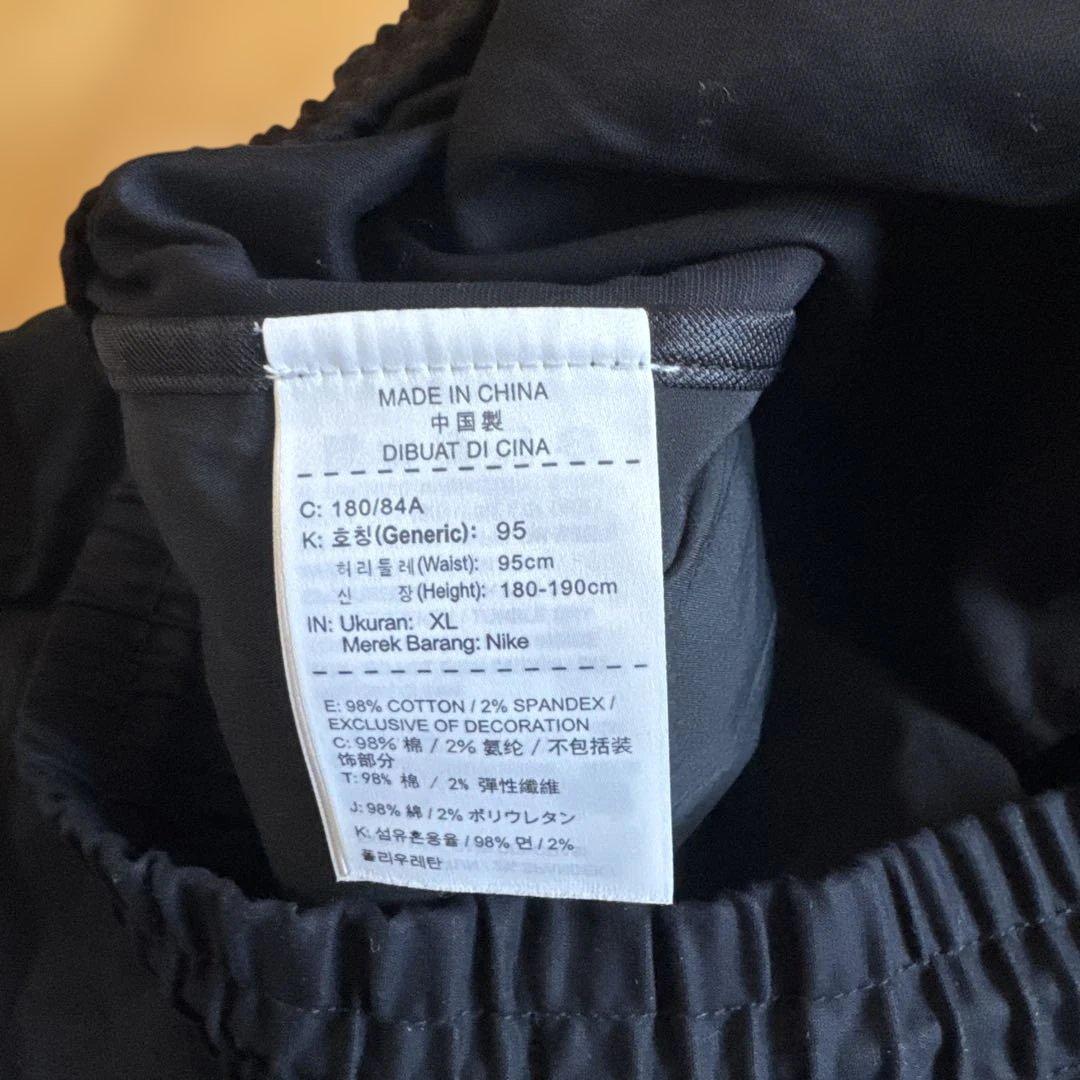 MADE IN CHINA
中国製
DIBUAT DI CINA
C: 180/84A
K: 호칭(Generic): 95
허리둘레(Waist): 95cm
신 장(Height): 180-190cm
IN: Ukuran: XL
Merek Barang: Nike
E: 98% COTTON / 2% SPANDEX /
EXCLUSIVE OF DECORATION
C: 98% 棉 / 2% 氨纶 / 不包括装
饰部分
T: 98% 棉 / 2% 彈性纖維
J: 98% 綿 / 2% ポリウレタン
K: 섬유혼용율 / 98% 면 / 2%
폴리우레탄